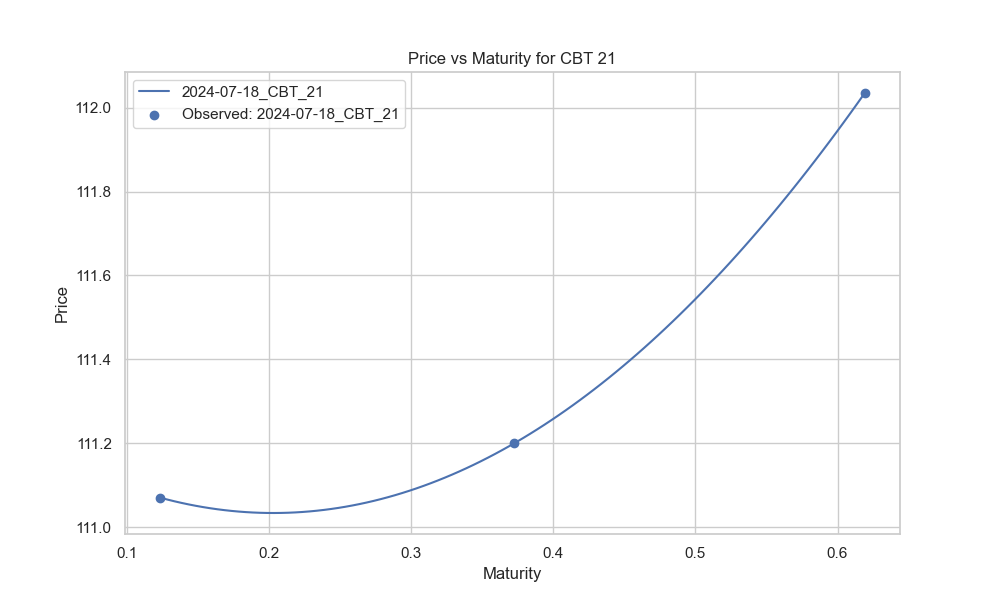 Price vs Maturity for CBT 21
2024-07-18_CBT_21
Observed: 2024-07-18_CBT_21
112.0
111.8
111.6
111.4
111.2
111.0
Price
0.1 0.2 0.3 0.4 0.5 0.6
Maturity